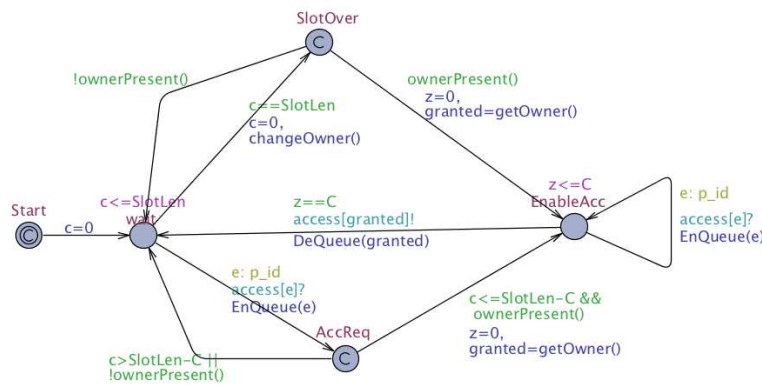 SlotOver
C
!ownerPresent()
ownerPresent()
z=0,
granted=getOwner()
c==SlotLen
c=0,
changeOwner()
c<=SlotLen
wait
Start
C
c=0
z==C
access[granted]!
DeQueue(granted)
z<=C
EnableAcc
e: p_id
access[e]?
EnQueue(e)
e: p_id
access[e]?
EnQueue(e)
AccReq
C
c<=SlotLen-C &&
ownerPresent()
z=0,
granted=getOwner()
c>SlotLen-C ||
!ownerPresent()